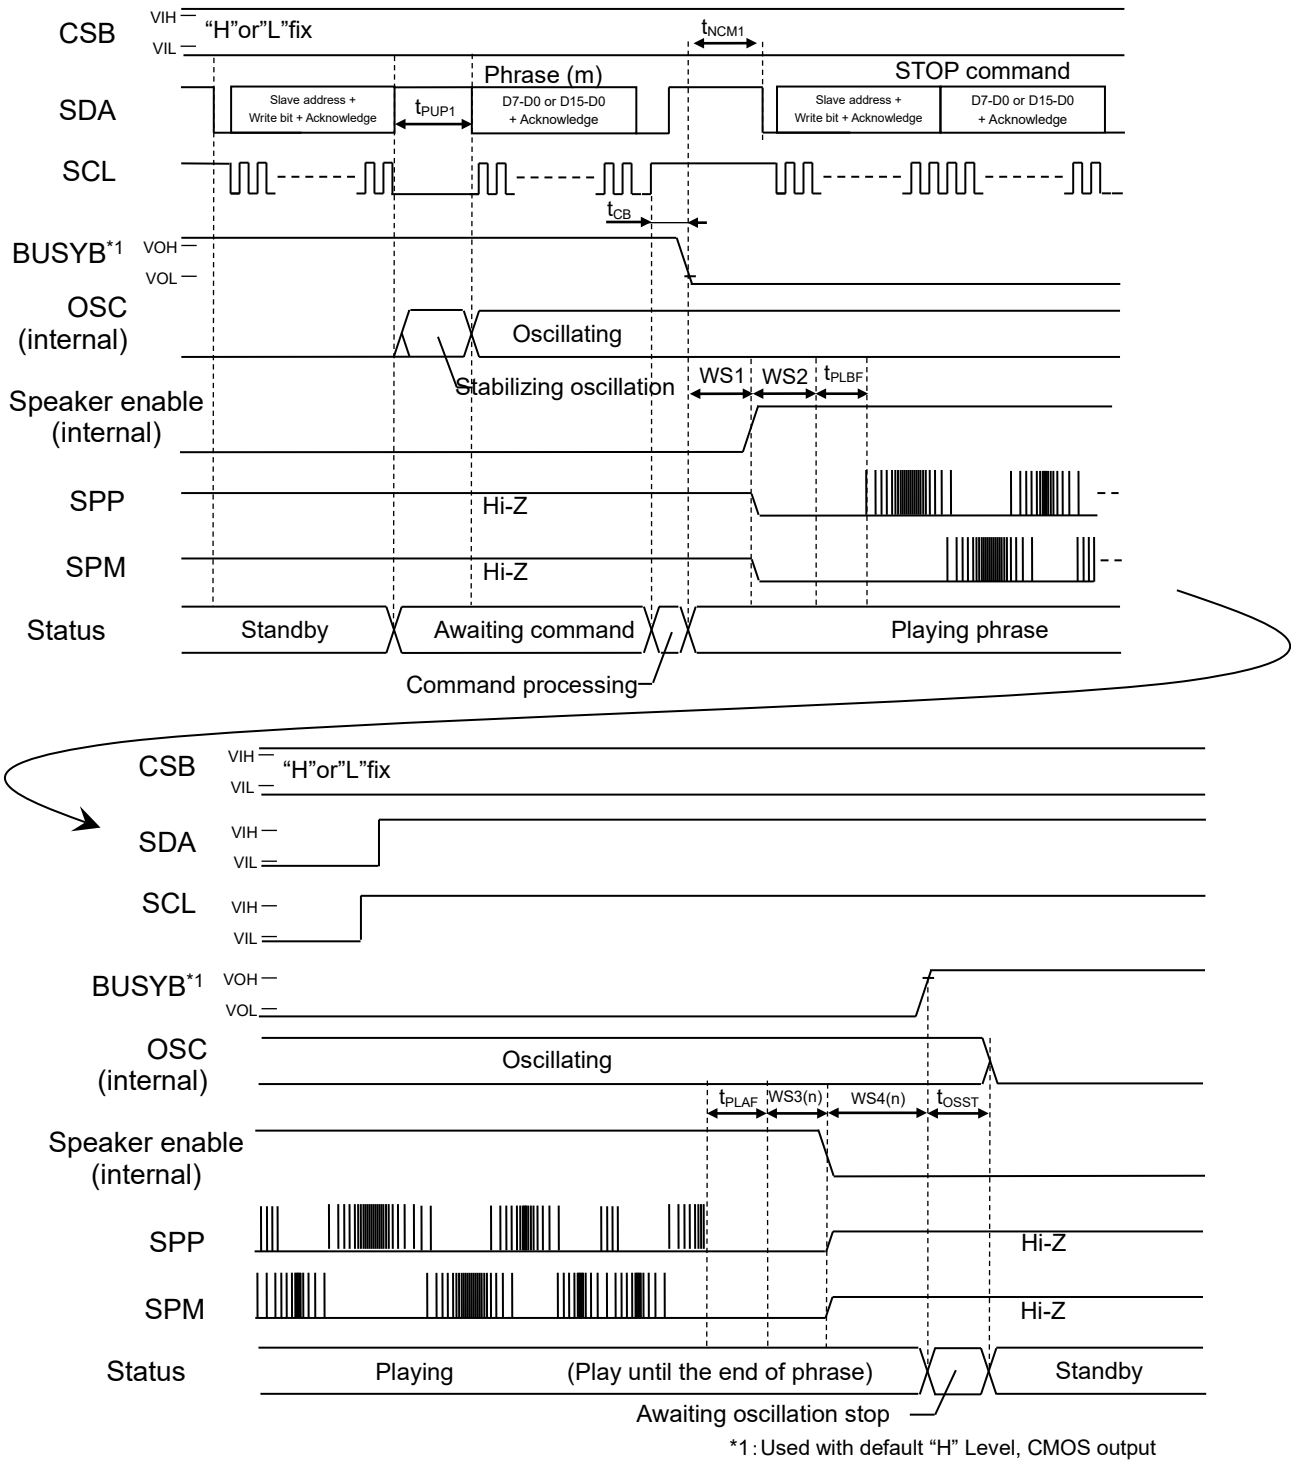 CSB VIH “H”or”L”fix tNCM1
VIL
Phrase (m) STOP command
SDA Slave address + Write bit + Acknowledge tPUP1 D7-D0 or D15-D0 + Acknowledge Slave address + Write bit + Acknowledge D7-D0 or D15-D0 + Acknowledge
SCL
tCB
BUSYB*1 VOH
VOL
OSC
(internal) Oscillating
Stabilizing oscillation WS1 WS2 tPLBF
Speaker enable
(internal)
SPP Hi-Z
SPM Hi-Z
Status Standby Awaiting command Playing phrase
Command processing
CSB VIH “H”or”L”fix
VIL
SDA VIH
VIL
SCL VIH
VIL
BUSYB*1 VOH
VOL
OSC
(internal) Oscillating
tPLAF WS3(n) WS4(n) tOSST
Speaker enable
(internal)
SPP Hi-Z
SPM Hi-Z
Status Playing (Play until the end of phrase) Standby
Awaiting oscillation stop
*1:Used with default “H” Level, CMOS output